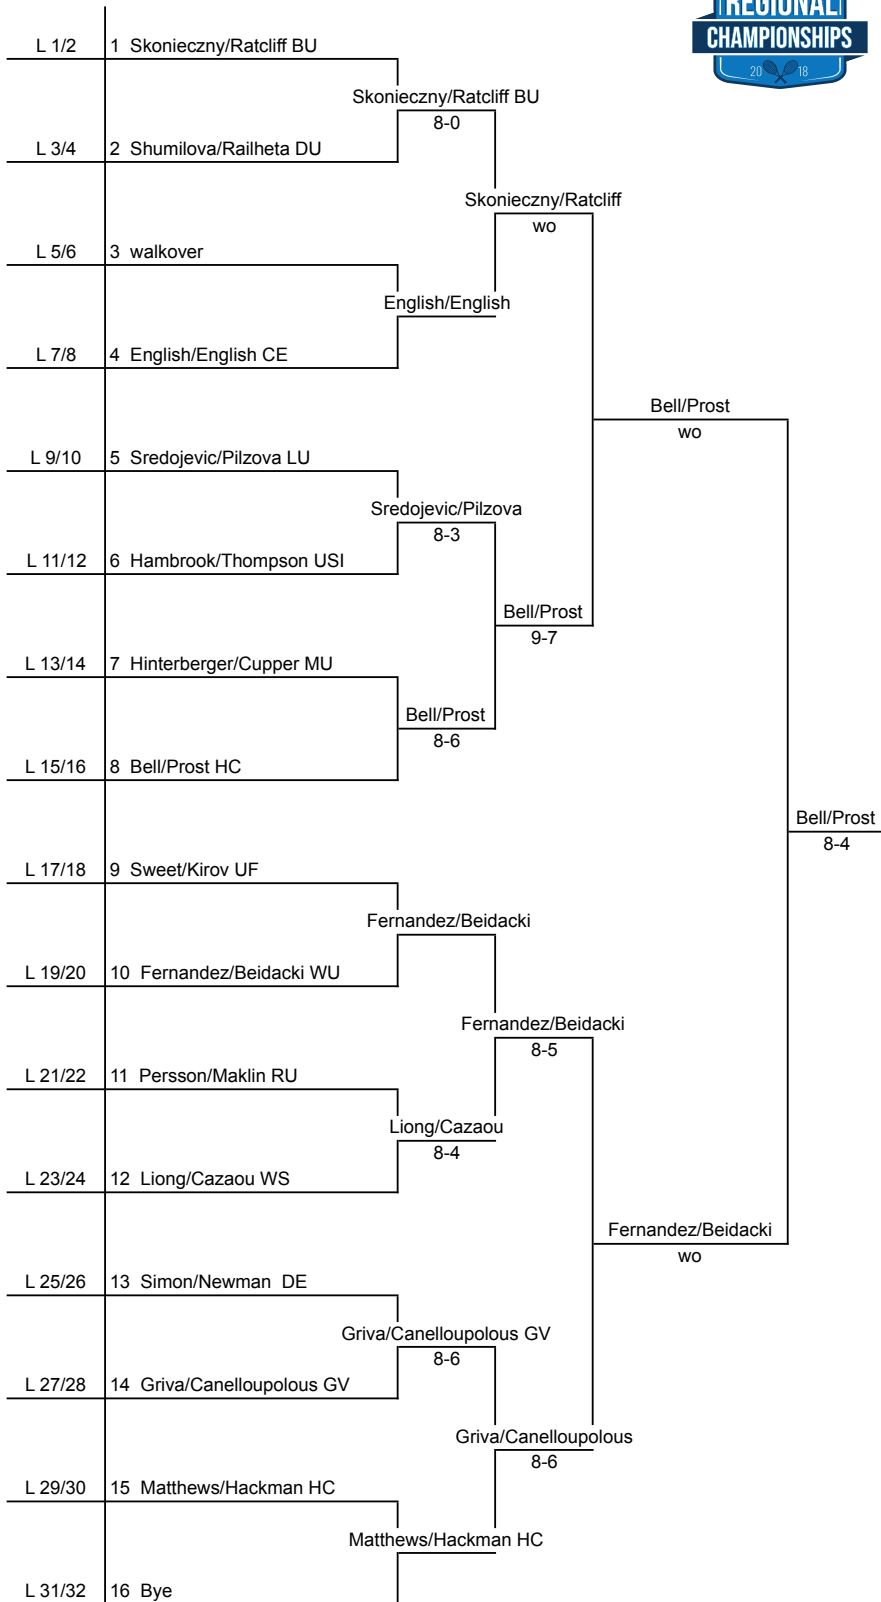 REGIONAL
CHAMPIONSHIPS
20 18
L 1/2 1 Skonieczny/Ratcliff BU
Skonieczny/Ratcliff BU
8-0
L 3/4 2 Shumilova/Railheta DU
Skonieczny/Ratcliff
wo
L 5/6 3 walkover
English/English
L 7/8 4 English/English CE
Bell/Prost
wo
L 9/10 5 Sredojevic/Pilzova LU
Sredojevic/Pilzova
8-3
L 11/12 6 Hambrook/Thompson USI
Bell/Prost
9-7
L 13/14 7 Hinterberger/Cupper MU
Bell/Prost
8-6
L 15/16 8 Bell/Prost HC
Bell/Prost
8-4
L 17/18 9 Sweet/Kirov UF
Fernandez/Beidacki
L 19/20 10 Fernandez/Beidacki WU
Fernandez/Beidacki
8-5
L 21/22 11 Persson/Maklin RU
Liong/Cazaou
8-4
L 23/24 12 Liong/Cazaou WS
Fernandez/Beidacki
wo
L 25/26 13 Simon/Newman DE
Griva/Canelloupolous GV
8-6
L 27/28 14 Griva/Canelloupolous GV
Griva/Canelloupolous
8-6
L 29/30 15 Matthews/Hackman HC
Matthews/Hackman HC
L 31/32 16 Bye